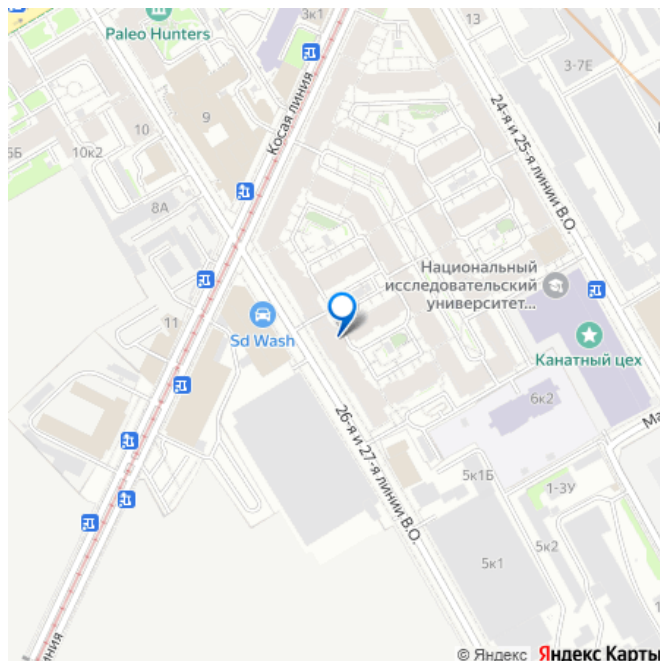 3к1
13
Paleo Hunters
3-7Е
9
10
Косая линия
24-я и 25-я линии В.О.
5Б
10к2
8А
Национальный
исследовательский
университет...
11
Sd Wash
Канатный цех
6к2
26-я и 27-я линии В.О.
Ма
5к1Б
1-3У
5к2
5к1
линия
© Яндекс Яндекс Карты